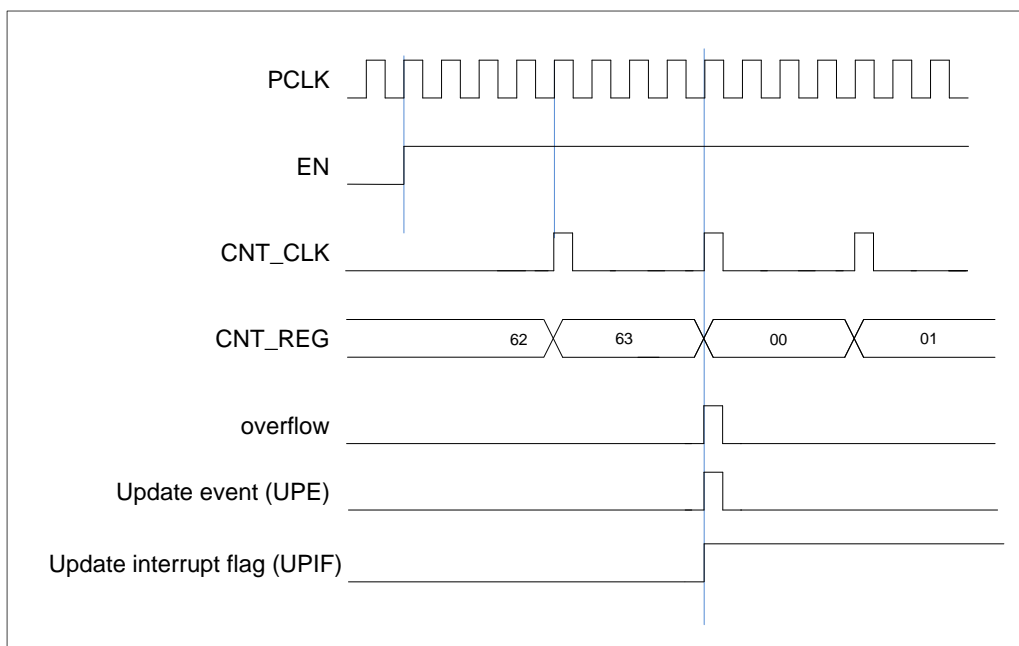 PCLK
EN
CNT_CLK
CNT_REG
62 63 00 01
overflow
Update event (UPE)
Update interrupt flag (UPIF)